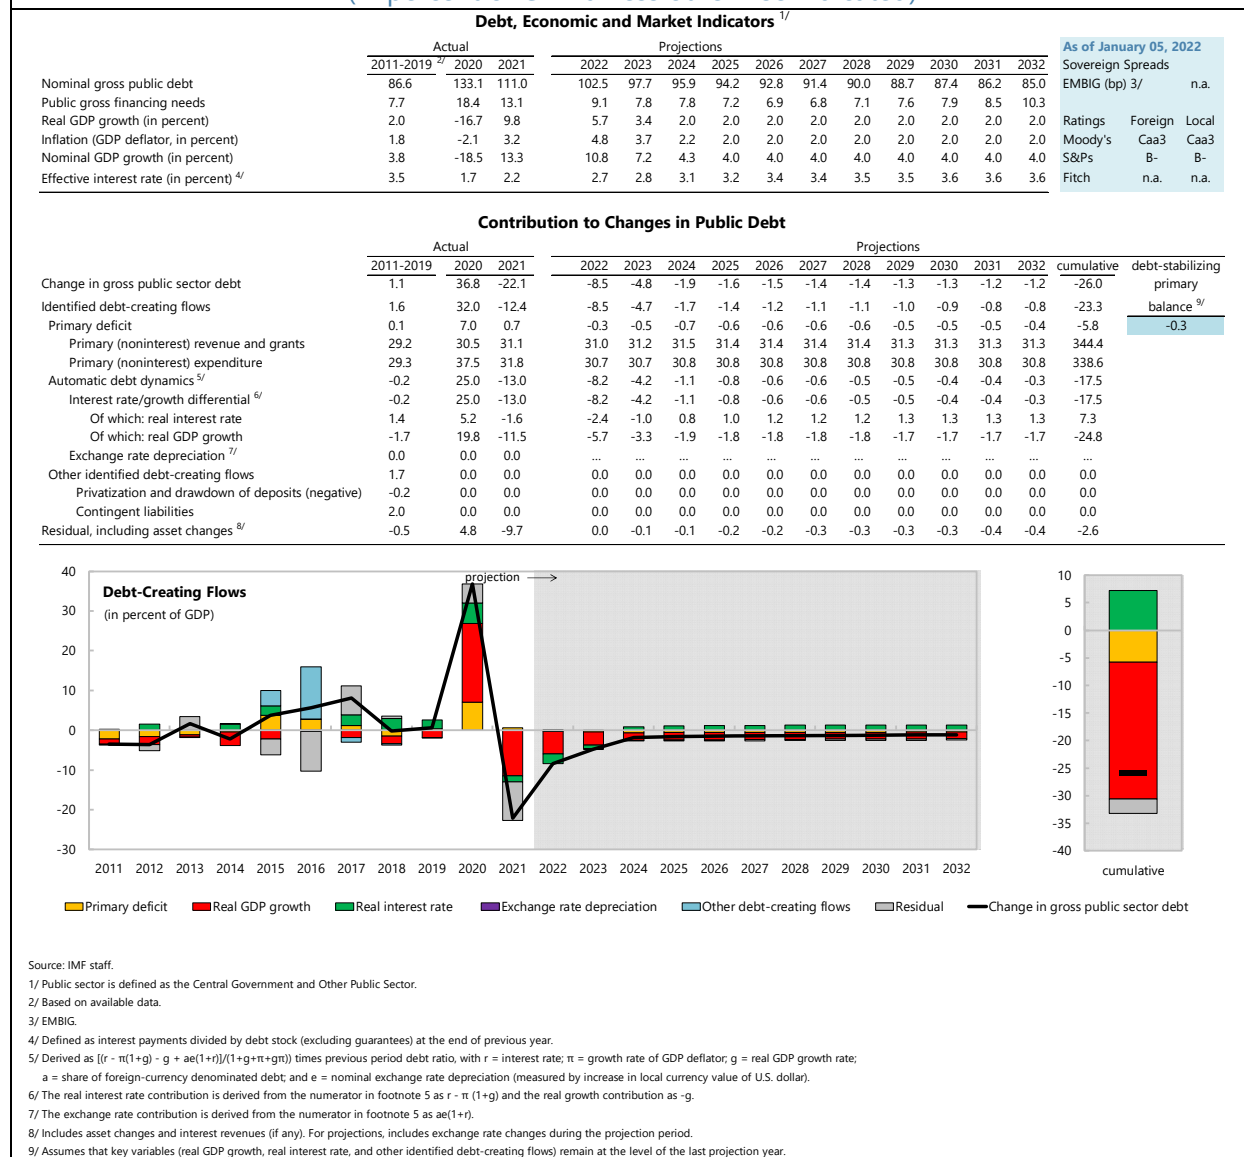 Debt, Economic and Market Indicators 1/
Actual Projections As of January 05, 2022
2011-2019 2/ 2020 2021 2022 2023 2024 2025 2026 2027 2028 2029 2030 2031 2032 Sovereign Spreads
Nominal gross public debt 86.6 133.1 111.0 102.5 97.7 95.9 94.2 92.8 91.4 90.0 88.7 87.4 86.2 85.0 EMBIG (bp) 3/ n.a.
Public gross financing needs 7.7 18.4 13.1 9.1 7.8 7.8 7.2 6.9 6.8 7.1 7.6 7.9 8.5 10.3
Real GDP growth (in percent) 2.0 -16.7 9.8 5.7 3.4 2.0 2.0 2.0 2.0 2.0 2.0 2.0 2.0 2.0 Ratings Foreign Local
Inflation (GDP deflator, in percent) 1.8 -2.1 3.2 4.8 3.7 2.2 2.0 2.0 2.0 2.0 2.0 2.0 2.0 2.0 Moody's Caa3 Caa3
Nominal GDP growth (in percent) 3.8 -18.5 13.3 10.8 7.2 4.3 4.0 4.0 4.0 4.0 4.0 4.0 4.0 4.0 S&Ps B- B-
Effective interest rate (in percent) 4/ 3.5 1.7 2.2 2.7 2.8 3.1 3.2 3.4 3.4 3.5 3.5 3.6 3.6 3.6 Fitch n.a. n.a.
Contribution to Changes in Public Debt
Actual Projections
2011-2019 2020 2021 2022 2023 2024 2025 2026 2027 2028 2029 2030 2031 2032 cumulative debt-stabilizing
Change in gross public sector debt 1.1 36.8 -22.1 -8.5 -4.8 -1.9 -1.6 -1.5 -1.4 -1.4 -1.3 -1.3 -1.2 -1.2 -26.0 primary
Identified debt-creating flows 1.6 32.0 -12.4 -8.5 -4.7 -1.7 -1.4 -1.2 -1.1 -1.1 -1.0 -0.9 -0.8 -0.8 -23.3 balance 9/
Primary deficit 0.1 7.0 0.7 -0.3 -0.5 -0.7 -0.6 -0.6 -0.6 -0.6 -0.5 -0.5 -0.5 -0.4 -5.8 -0.3
Primary (noninterest) revenue and grants 29.2 30.5 31.1 31.0 31.2 31.5 31.4 31.4 31.4 31.4 31.3 31.3 31.3 31.3 344.4
Primary (noninterest) expenditure 29.3 37.5 31.8 30.7 30.7 30.8 30.8 30.8 30.8 30.8 30.8 30.8 30.8 30.8 338.6
Automatic debt dynamics 5/ -0.2 25.0 -13.0 -8.2 -4.2 -1.1 -0.8 -0.6 -0.6 -0.5 -0.5 -0.4 -0.4 -0.3 -17.5
Interest rate/growth differential 6/ -0.2 25.0 -13.0 -8.2 -4.2 -1.1 -0.8 -0.6 -0.6 -0.5 -0.5 -0.4 -0.4 -0.3 -17.5
Of which: real interest rate 1.4 5.2 -1.6 -2.4 -1.0 0.8 1.0 1.2 1.2 1.2 1.3 1.3 1.3 1.3 7.3
Of which: real GDP growth -1.7 19.8 -11.5 -5.7 -3.3 -1.9 -1.8 -1.8 -1.8 -1.8 -1.7 -1.7 -1.7 -1.7 -24.8
Exchange rate depreciation 7/ 0.0 0.0 0.0 ... ... ... ... ... ... ... ... ... ... ... ...
Other identified debt-creating flows 1.7 0.0 0.0 0.0 0.0 0.0 0.0 0.0 0.0 0.0 0.0 0.0 0.0 0.0 0.0
Privatization and drawdown of deposits (negative) -0.2 0.0 0.0 0.0 0.0 0.0 0.0 0.0 0.0 0.0 0.0 0.0 0.0 0.0 0.0
Contingent liabilities 2.0 0.0 0.0 0.0 0.0 0.0 0.0 0.0 0.0 0.0 0.0 0.0 0.0 0.0 0.0
Residual, including asset changes 8/ -0.5 4.8 -9.7 0.0 -0.1 -0.1 -0.2 -0.2 -0.3 -0.3 -0.3 -0.3 -0.4 -0.4 -2.6
Debt-Creating Flows
(in percent of GDP)
projection
40
30
20
10
0
-10
-20
-30
2011 2012 2013 2014 2015 2016 2017 2018 2019 2020 2021 2022 2023 2024 2025 2026 2027 2028 2029 2030 2031 2032
10
5
0
-5
-10
-15
-20
-25
-30
-35
-40
cumulative
Primary deficit Real GDP growth Real interest rate Exchange rate depreciation Other debt-creating flows Residual Change in gross public sector debt
Source: IMF staff.
1/ Public sector is defined as the Central Government and Other Public Sector.
2/ Based on available data.
3/ EMBIG.
4/ Defined as interest payments divided by debt stock (excluding guarantees) at the end of previous year.
5/ Derived as [(r - π(1+g) - g + ae(1+r)]/(1+g+π+gπ)) times previous period debt ratio, with r = interest rate; π = growth rate of GDP deflator; g = real GDP growth rate;
a = share of foreign-currency denominated debt; and e = nominal exchange rate depreciation (measured by increase in local currency value of U.S. dollar).
6/ The real interest rate contribution is derived from the numerator in footnote 5 as r - π (1+g) and the real growth contribution as -g.
7/ The exchange rate contribution is derived from the numerator in footnote 5 as ae(1+r).
8/ Includes asset changes and interest revenues (if any). For projections, includes exchange rate changes during the projection period.
9/ Assumes that key variables (real GDP growth, real interest rate, and other identified debt-creating flows) remain at the level of the last projection year.